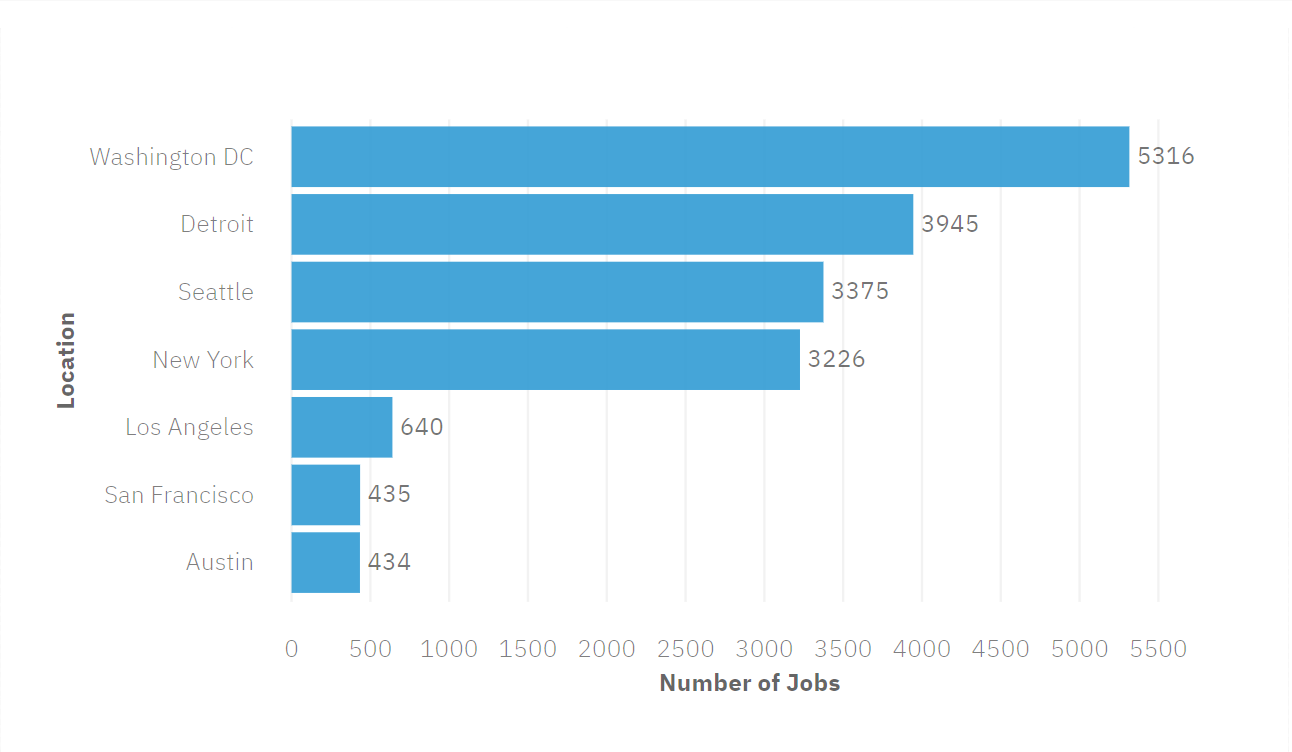 Washington DC 5316
Detroit 3945
Seattle 3375
New York 3226
Los Angeles 640
San Francisco 435
Austin 434
Location
0 500 1000 1500 2000 2500 3000 3500 4000 4500 5000 5500
Number of Jobs